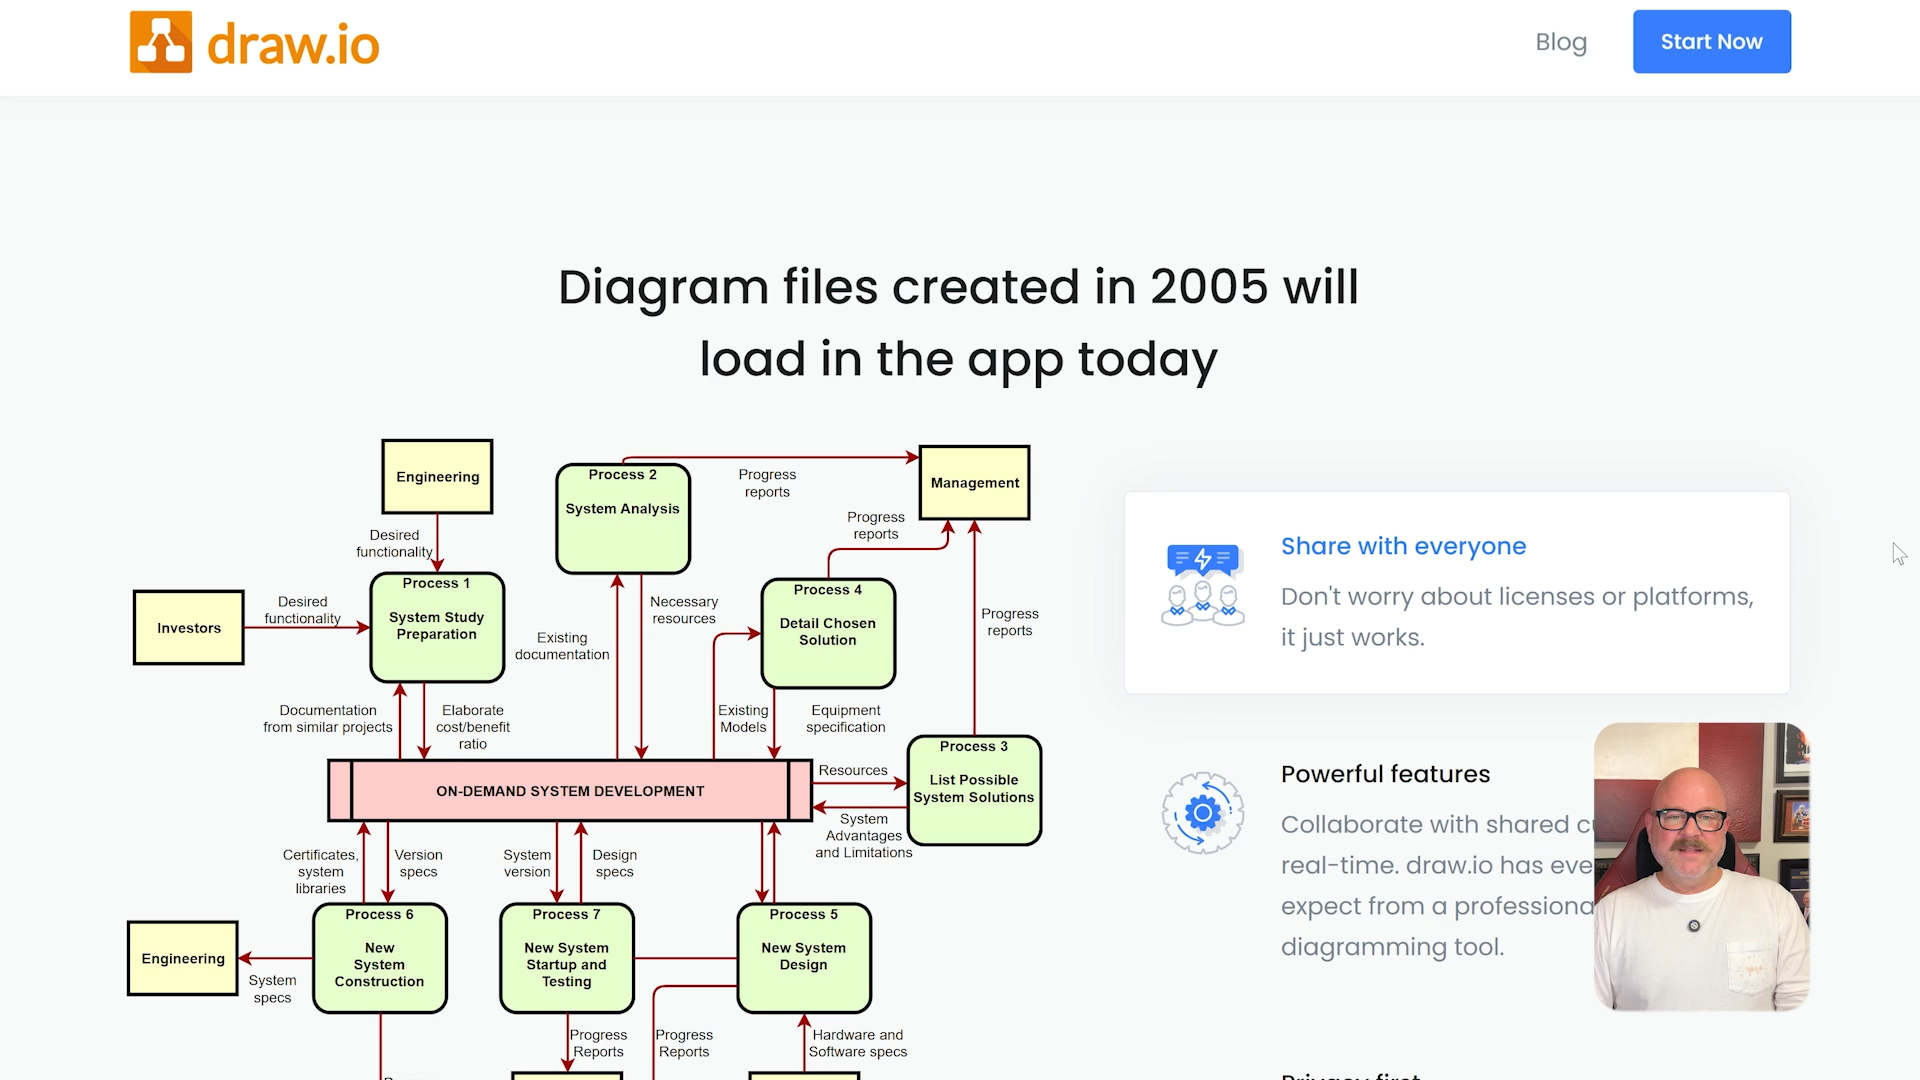 draw.io
Blog
Start Now
Diagram files created in 2005 will
load in the app today
Engineering
Process 2
System Analysis
Progress
reports
Management
Progress
reports
Desired
functionality
Process 1
System Study
Preparation
Investors
Desired
functionality
Existing
documentation
Necessary
resources
Process 4
Detail Chosen
Solution
Progress
reports
Documentation
from similar projects
Elaborate
cost/benefit
ratio
Existing
Models
Equipment
specification
Process 3
List Possible
System Solutions
ON-DEMAND SYSTEM DEVELOPMENT
Resources
System
Advantages
and Limitations
Certificates,
system
libraries
Version
specs
System
version
Design
specs
Process 6
New
System
Construction
Process 7
New System
Startup and
Testing
Process 5
New System
Design
Engineering
System
specs
Progress
Reports
Progress
Reports
Hardware and
Software specs
Share with everyone
Don't worry about licenses or platforms,
it just works.
Powerful features
Collaborate with shared
real-time. draw.io has
expect from a
diagramming tool.
Privacy first